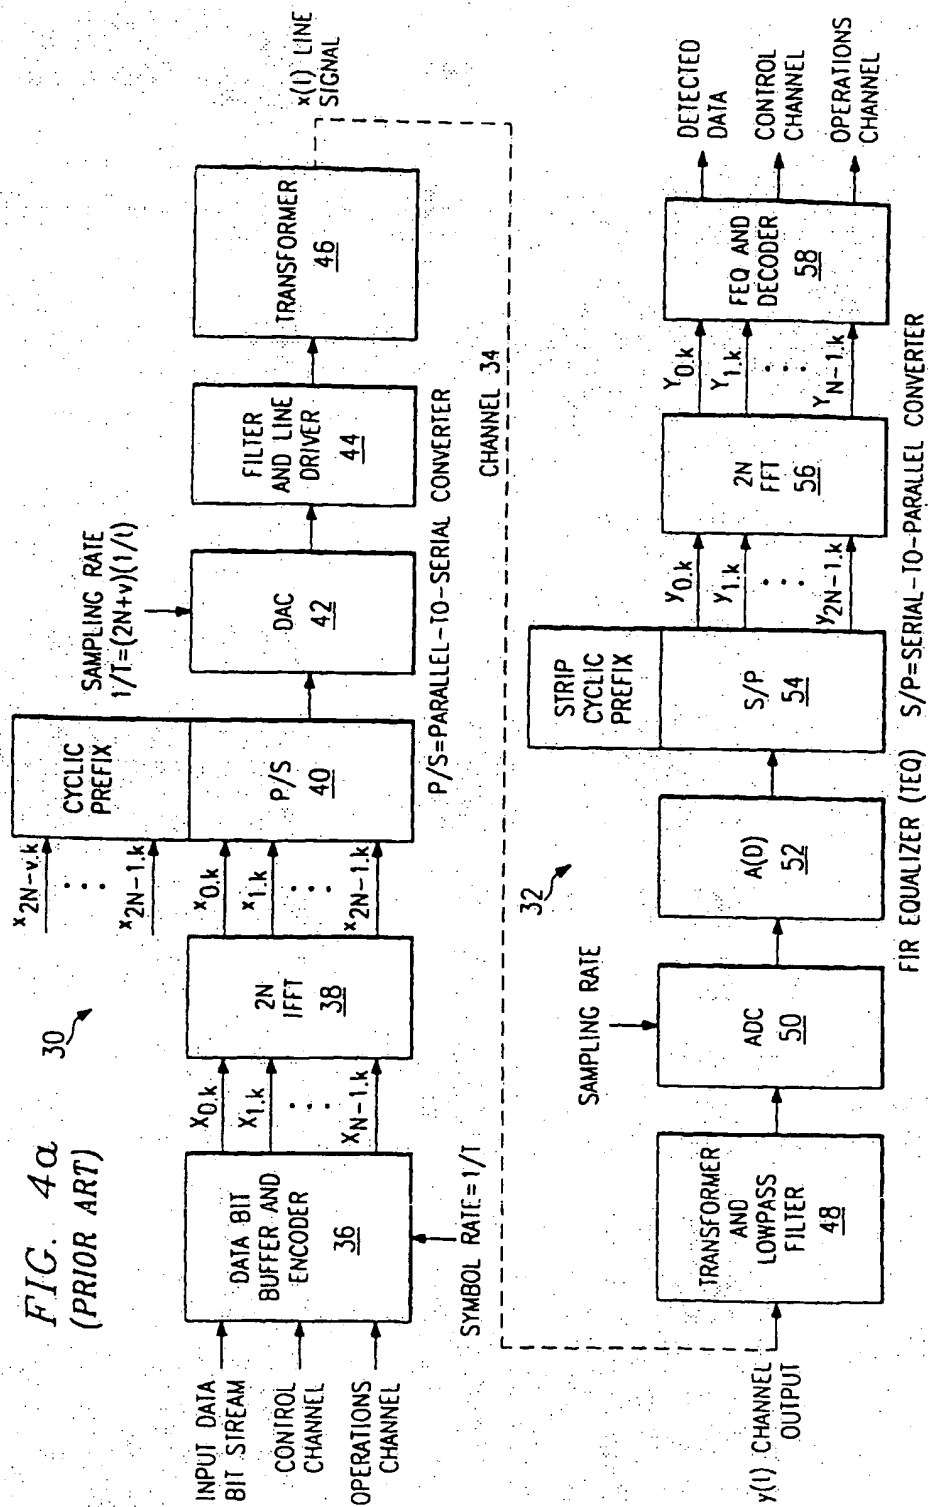 FIG. 4a
(PRIOR ART)
30
INPUT DATA
BIT STREAM
CONTROL
CHANNEL
OPERATIONS
CHANNEL
DATA BIT
BUFFER AND
ENCODER
36
SYMBOL RATE=1/T
X0.k
X1.k
XN-1.k
2N
IFFT
38
x2N-v.k
x2N-1.k
x0.k
x1.k
x2N-1.k
CYCLIC
PREFIX
P/S
40
P/S=PARALLEL-TO-SERIAL CONVERTER
SAMPLING RATE
1/T=(2N+v)(1/t)
DAC
42
FILTER
AND LINE
DRIVER
44
TRANSFORMER
46
x(t) LINE
SIGNAL
CHANNEL 34
32
y(t) CHANNEL
OUTPUT
TRANSFORMER
AND
LOWPASS
FILTER
48
SAMPLING RATE
ADC
50
A(D)
52
FIR EQUALIZER (TEQ)
STRIP
CYCLIC
PREFIX
S/P
54
S/P=SERIAL-TO-PARALLEL CONVERTER
y0.k
y1.k
y2N-1.k
2N
FFT
56
Y0.k
Y1.k
YN-1.k
FEQ AND
DECODER
58
DETECTED
DATA
CONTROL
CHANNEL
OPERATIONS
CHANNEL